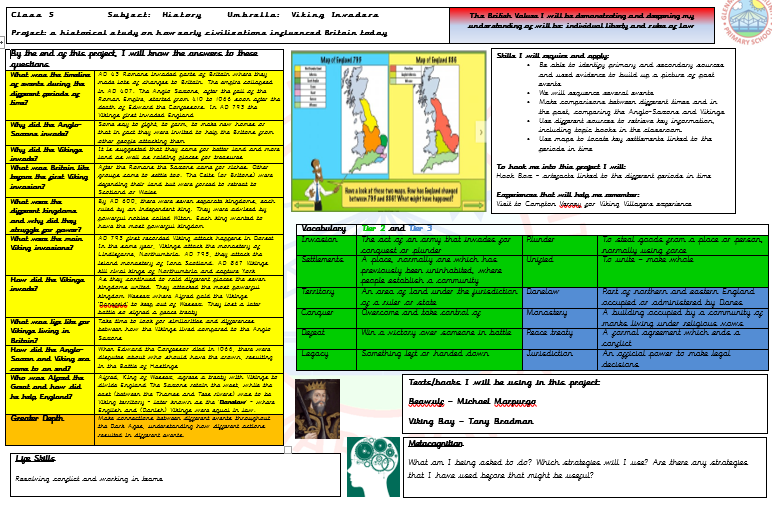 Class 5 Subject: History Umbrella: Viking Invaders
Project: a historical study on how early civilisations influenced Britain today
The British Values I will be demonstrating and deepening my
understanding of will be: individual liberty and rules of law
PRIMARY SCHOOL
By the end of this project, I will know the answers to these
questions
What was the timeline
of events during the
different periods of
time?
AD 43 Romans invaded parts of Britain where they
made lots of changes to Britain. The empire collapsed
in AD 407. The Anglo Saxons, after the fall of the
Roman Empire, started from 410 to 1066 soon after the
death of Edward the Confessor. In AD 793 the
Vikings first invaded England
Why did the Anglo-
Saxons invade?
Some say to fight, to farm, to make new homes or
that in fact they were invited to help the Britons from
other people attacking them
Why did the Vikings
invade?
It is suggested that they came for better land and more
land as well as raiding places for treasures
What was Britain like
before the first Viking
invasion?
After the Romans the Saxons came for riches. Other
groups came to settle too. The Celts (or Britons) were
defending their land but were forced to retreat to
Scotland or Wales
What were the
different kingdoms
and why did they
struggle for power?
By AD 600, there were seven separate kingdoms, each
ruled by an independent king. They were advised by
powerful nobles called Witan. Each king wanted to
have the most powerful kingdom
What were the main
Viking invasions?
AD 793 first recorded Viking attack happens in Dorset.
In the same year, Vikings attack the monastery of
Lindisfarne, Northumbria. AD 795, they attack the
island monastery of Iona Scotland. AD 867 Vikings
kill rival kings of Northumbria and capture York
How did the Vikings
invade?
As they continued to raid different places the seven
kingdoms united. They attacked the most powerful
kingdom Wessex where Alfred paid the Vikings
'Danegeld' to keep out of Wessex. They lost a later
battle so signed a peace treaty
What was life like for
Vikings living in
Britain?
Take time to look for similarities and differences
between how the Vikings lived compared to the Anglo
Saxons
How did the Anglo-
Saxon and Viking era
come to an end?
When Edward the Confessor died in 1066, there were
disputes about who should have the crown, resulting
in the Battle of Hastings
Who was Alfred the
Great and how did
he help England?
Alfred, King of Wessex, agrees a treaty with Vikings to
divide England. The Saxons retain the west, while the
east (between the Thames and Tees rivers) was to be
Viking territory - later known as the 'Danelaw' - where
English and (Danish) Vikings were equal in law.
Greater Depth
Make connections between different events throughout
the Dark Ages, understanding how different actions
resulted in different events.
Life Skills
Resolving conflict and working in teams
Map of England 793
Map of England 886
Have a look at these two maps. How has England changed
between 793 and 886? What might have happened?
Skills I will acquire and apply:
• Be able to identify primary and secondary sources
and used evidence to build up a picture of past
events
• We will sequence several events
• Make comparisons between different times and in
the past, comparing the Anglo-Saxons and Vikings
• Use different sources to retrieve key information,
including topic books in the classroom
• Use maps to locate key settlements linked to the
periods in time
To hook me into this project I will:
Hook Box - artefacts linked to the different periods in time
Experiences that will help me remember:
Visit to Compton Verney for Viking Villagers experience
Vocabulary Tier 2 and Tier 3
Invasion The act of an army that invades for
conquest or plunder
Plunder To steal goods from a place or person,
normally using force
Settlements A place, normally one which has
previously been uninhabited, where
people establish a community
Unified To unite - make whole
Territory An area of land under the jurisdiction
of a ruler or state
Danelaw Part of northern and eastern England
occupied or administered by Danes
Conquer Overcome and take control of
Monastery A building occupied by a community of
monks living under religious vows
Defeat Win a victory over someone in battle
Peace treaty A formal agreement which ends a
conflict
Legacy Something left or handed down
Jurisdiction An official power to make legal
decisions
Texts/books I will be using in this project:
Beowulf - Michael Morpurgo
Viking Boy - Tony Bradman
Metacognition
What am I being asked to do? Which strategies will I use? Are there any strategies
that I have used before that might be useful?